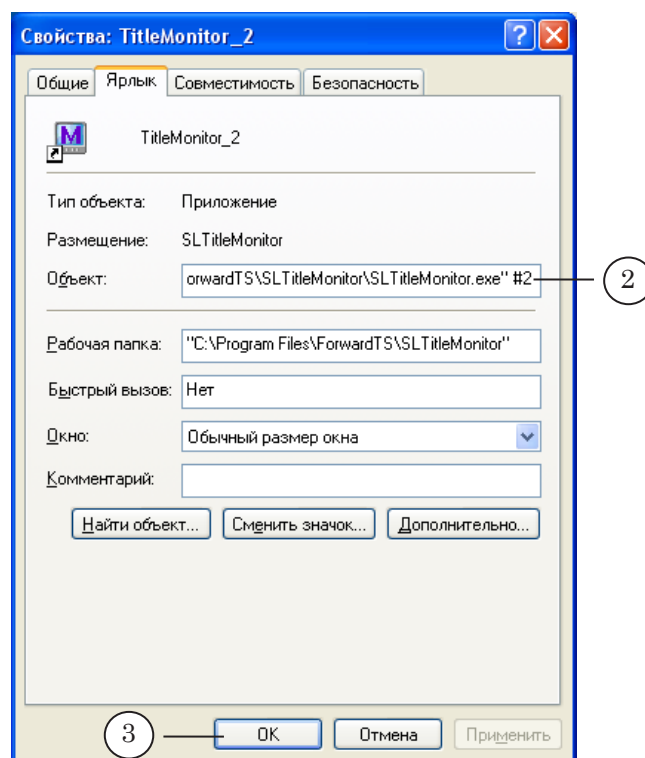 Свойства: TitleMonitor_2
Общие Ярлык Совместимость Безопасность
TitleMonitor_2
Тип объекта: Приложение
Размещение: SLTitleMonitor
Объект: orwardTS\SLTitleMonitor\SLTitleMonitor.exe" #2
2
Рабочая папка: "C:\Program Files\ForwardTS\SLTitleMonitor"
Быстрый вызов: Нет
Окно: Обычный размер окна
Комментарий:
Найти объект... Сменить значок... Дополнительно...
3 OK Отмена Применить